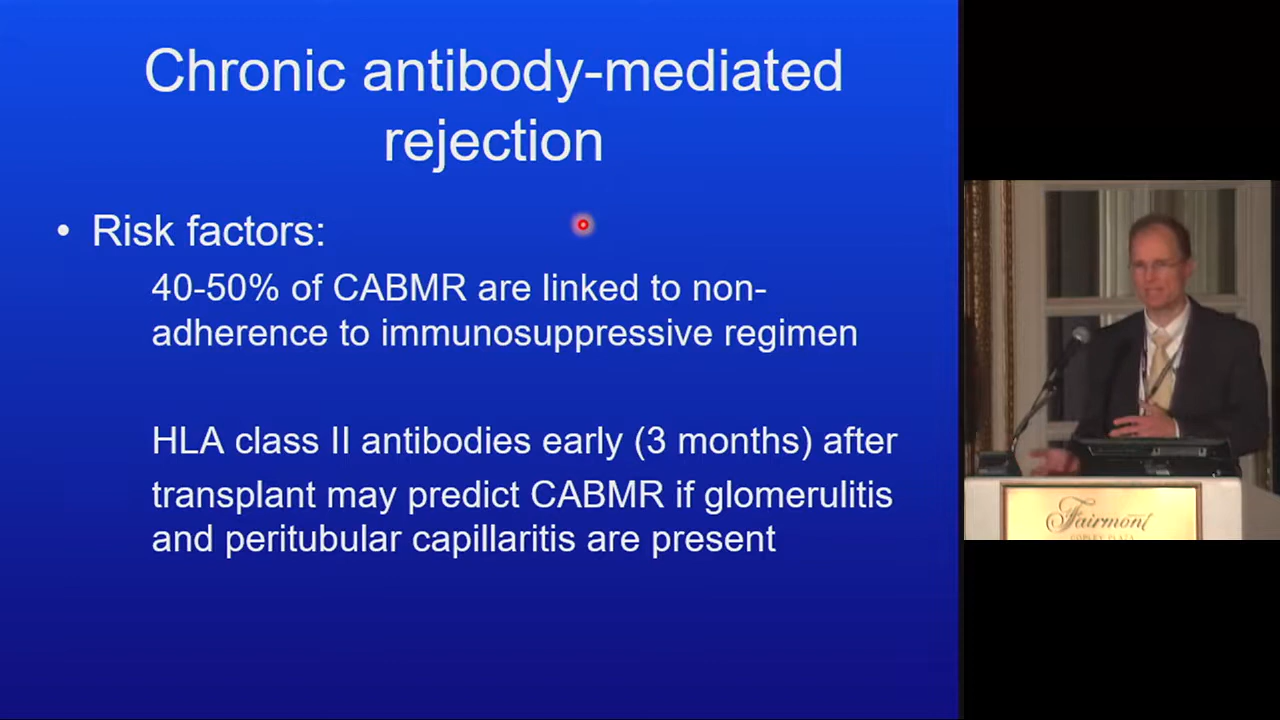 Chronic antibody-mediated
rejection
• Risk factors:
40-50% of CABMR are linked to non-
adherence to immunosuppressive regimen
HLA class II antibodies early (3 months) after
transplant may predict CABMR if glomerulitis
and peritubular capillaritis are present
Fairmont
COPLEY PLAZA